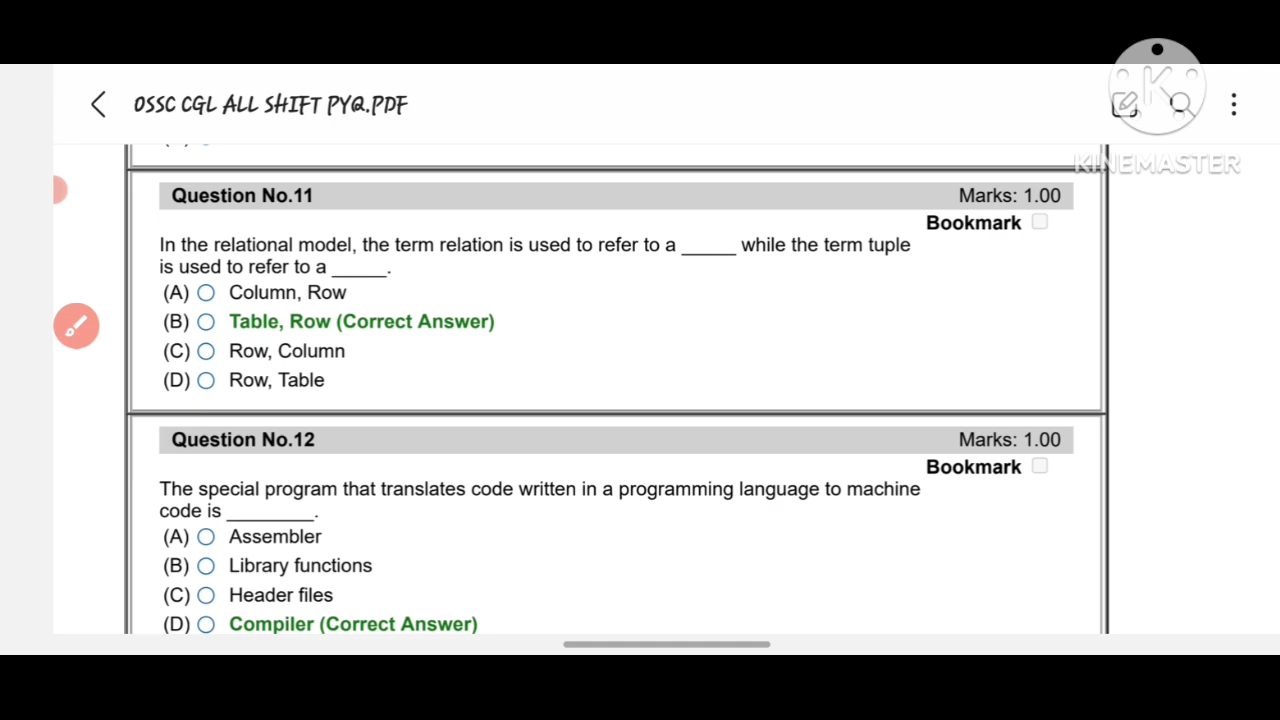 OSSC CGL ALL SHIFT PYQ.PDF
KINEMASTER
Question No.11 Marks: 1.00
Bookmark
In the relational model, the term relation is used to refer to a _____ while the term tuple
is used to refer to a _____.
(A) Column, Row
(B) Table, Row (Correct Answer)
(C) Row, Column
(D) Row, Table
Question No.12 Marks: 1.00
Bookmark
The special program that translates code written in a programming language to machine
code is ________.
(A) Assembler
(B) Library functions
(C) Header files
(D) Compiler (Correct Answer)